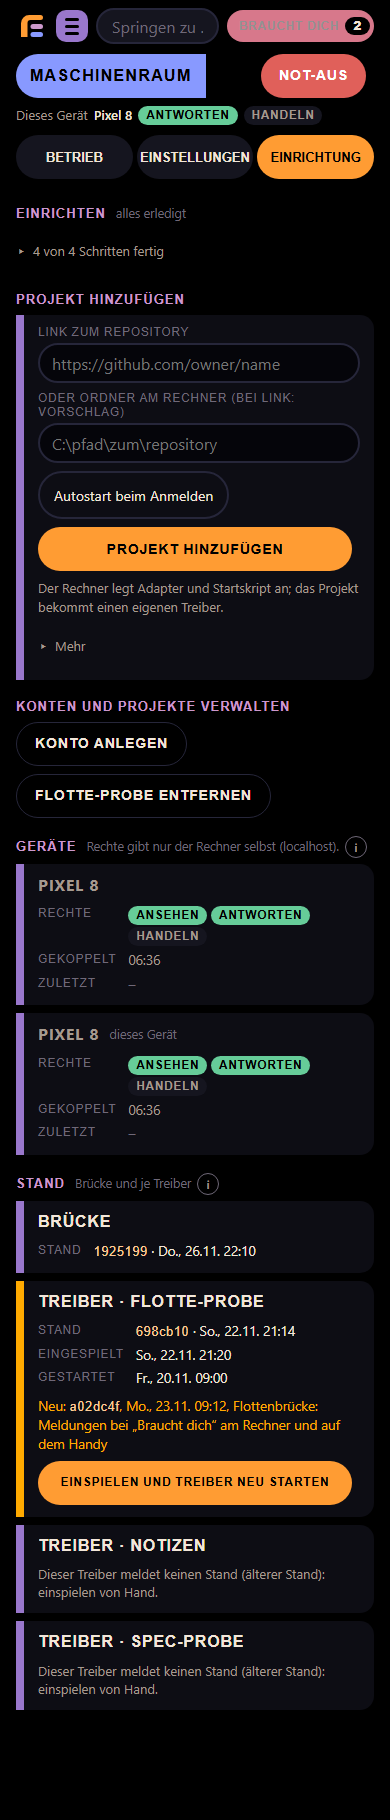 Springen zu .
BRAUCHT DICH 2
MASCHINENRAUM
NOT-AUS
Dieses Gerät Pixel 8 ANTWORTEN HANDELN
BETRIEB EINSTELLUNGEN EINRICHTUNG
EINRICHTEN alles erledigt
4 von 4 Schritten fertig
PROJEKT HINZUFÜGEN
LINK ZUM REPOSITORY
https://github.com/owner/name
ODER ORDNER AM RECHNER (BEI LINK:
VORSCHLAG)
C:\pfad\zum\repository
Autostart beim Anmelden
PROJEKT HINZUFÜGEN
Der Rechner legt Adapter und Startskript an; das Projekt
bekommt einen eigenen Treiber.
Mehr
KONTEN UND PROJEKTE VERWALTEN
KONTO ANLEGEN
FLOTTE-PROBE ENTFERNEN
GERÄTE Rechte gibt nur der Rechner selbst (localhost). i
PIXEL 8
RECHTE ANSEHEN ANTWORTEN
HANDELN
GEKOPPELT 06:36
ZULETZT –
PIXEL 8 dieses Gerät
RECHTE ANSEHEN ANTWORTEN
HANDELN
GEKOPPELT 06:36
ZULETZT –
STAND Brücke und je Treiber i
BRÜCKE
STAND 1925199 · Do., 26.11. 22:10
TREIBER · FLOTTE-PROBE
STAND 698cb10 · So., 22.11. 21:14
EINGESPIELT So., 22.11. 21:20
GESTARTET Fr., 20.11. 09:00
Neu: a02dc4f, Mo., 23.11. 09:12, Flottenbrücke:
Meldungen bei „Braucht dich“ am Rechner und auf
dem Handy
EINSPIELEN UND TREIBER NEU STARTEN
TREIBER · NOTIZEN
Dieser Treiber meldet keinen Stand (älterer Stand):
einspielen von Hand.
TREIBER · SPEC-PROBE
Dieser Treiber meldet keinen Stand (älterer Stand):
einspielen von Hand.